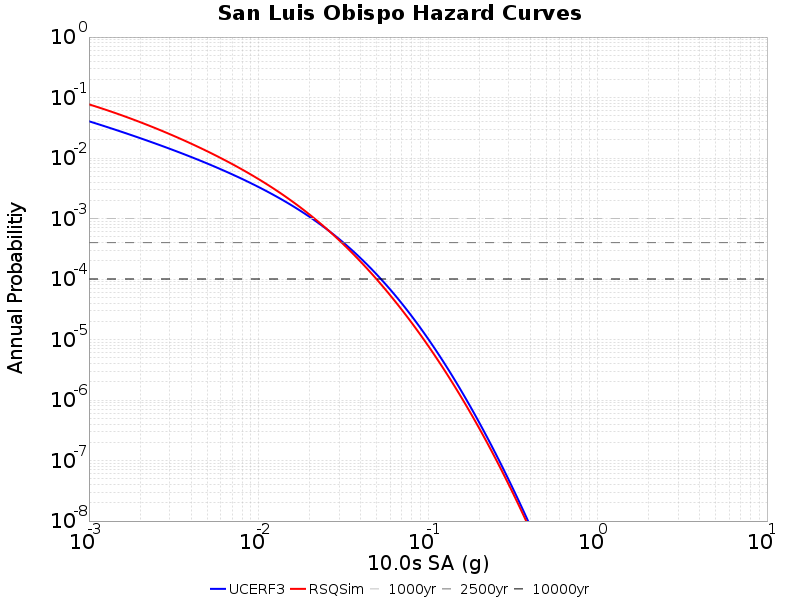 San Luis Obispo Hazard Curves
10^0
10^-1
10^-2
10^-3
10^-4
10^-5
10^-6
10^-7
10^-8
Annual Probabilitiy
10^-3 10^-2 10^-1 10^0 10^1
10.0s SA (g)
UCERF3 RSQSim 1000yr 2500yr 10000yr